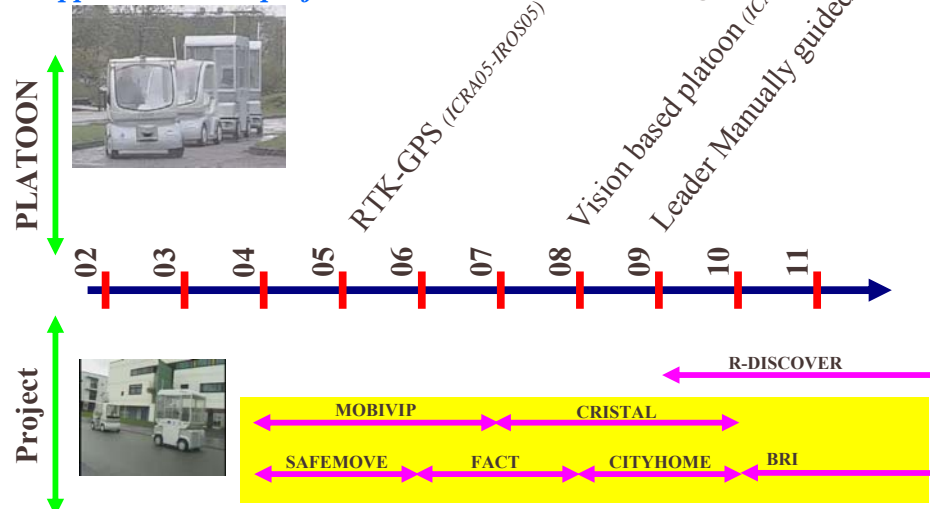 PLATOON
RTK-GPS (ICRA05-IROS05)
Vision based platoon
Leader Manually guided
02 03 04 05 06 07 08 09 10 11
Project
R-DISCOVER
MOBIVIP CRISTAL
SAFEMOVE FACT CITYHOME BRI